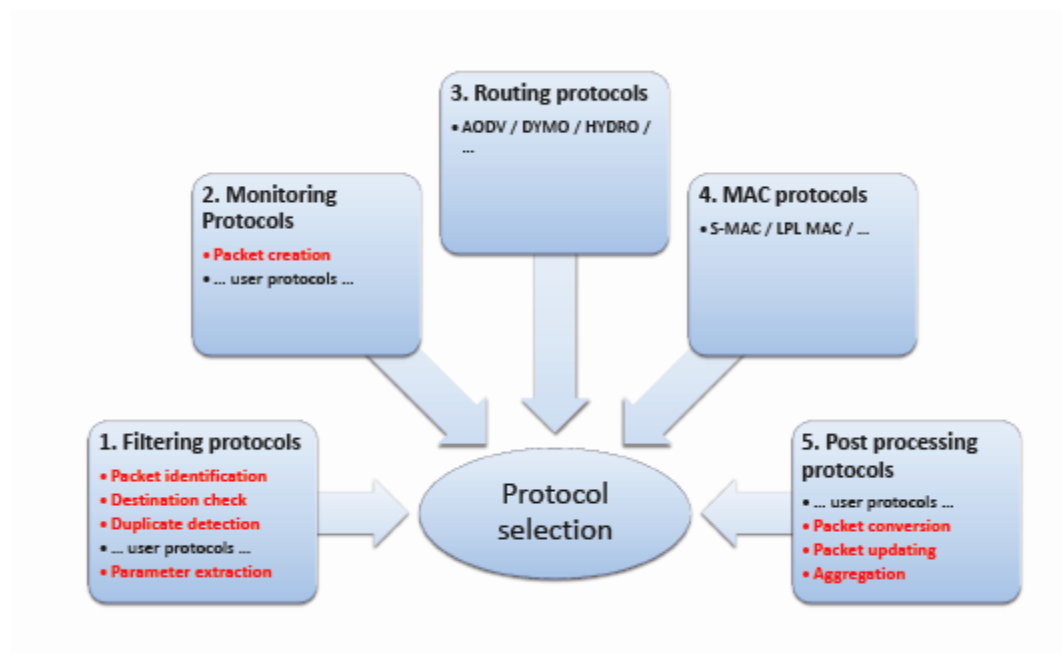 1. Filtering protocols
• Packet identification
• Destination check
• Duplicate detection
• ... user protocols ...
• Parameter extraction
2. Monitoring
Protocols
• Packet creation
• ... user protocols ...
3. Routing protocols
• AODV / DYMO / HYDRO /
...
4. MAC protocols
• S-MAC / LPL MAC / ...
5. Post processing
protocols
• ... user protocols ...
• Packet conversion
• Packet updating
• Aggregation
Protocol
selection